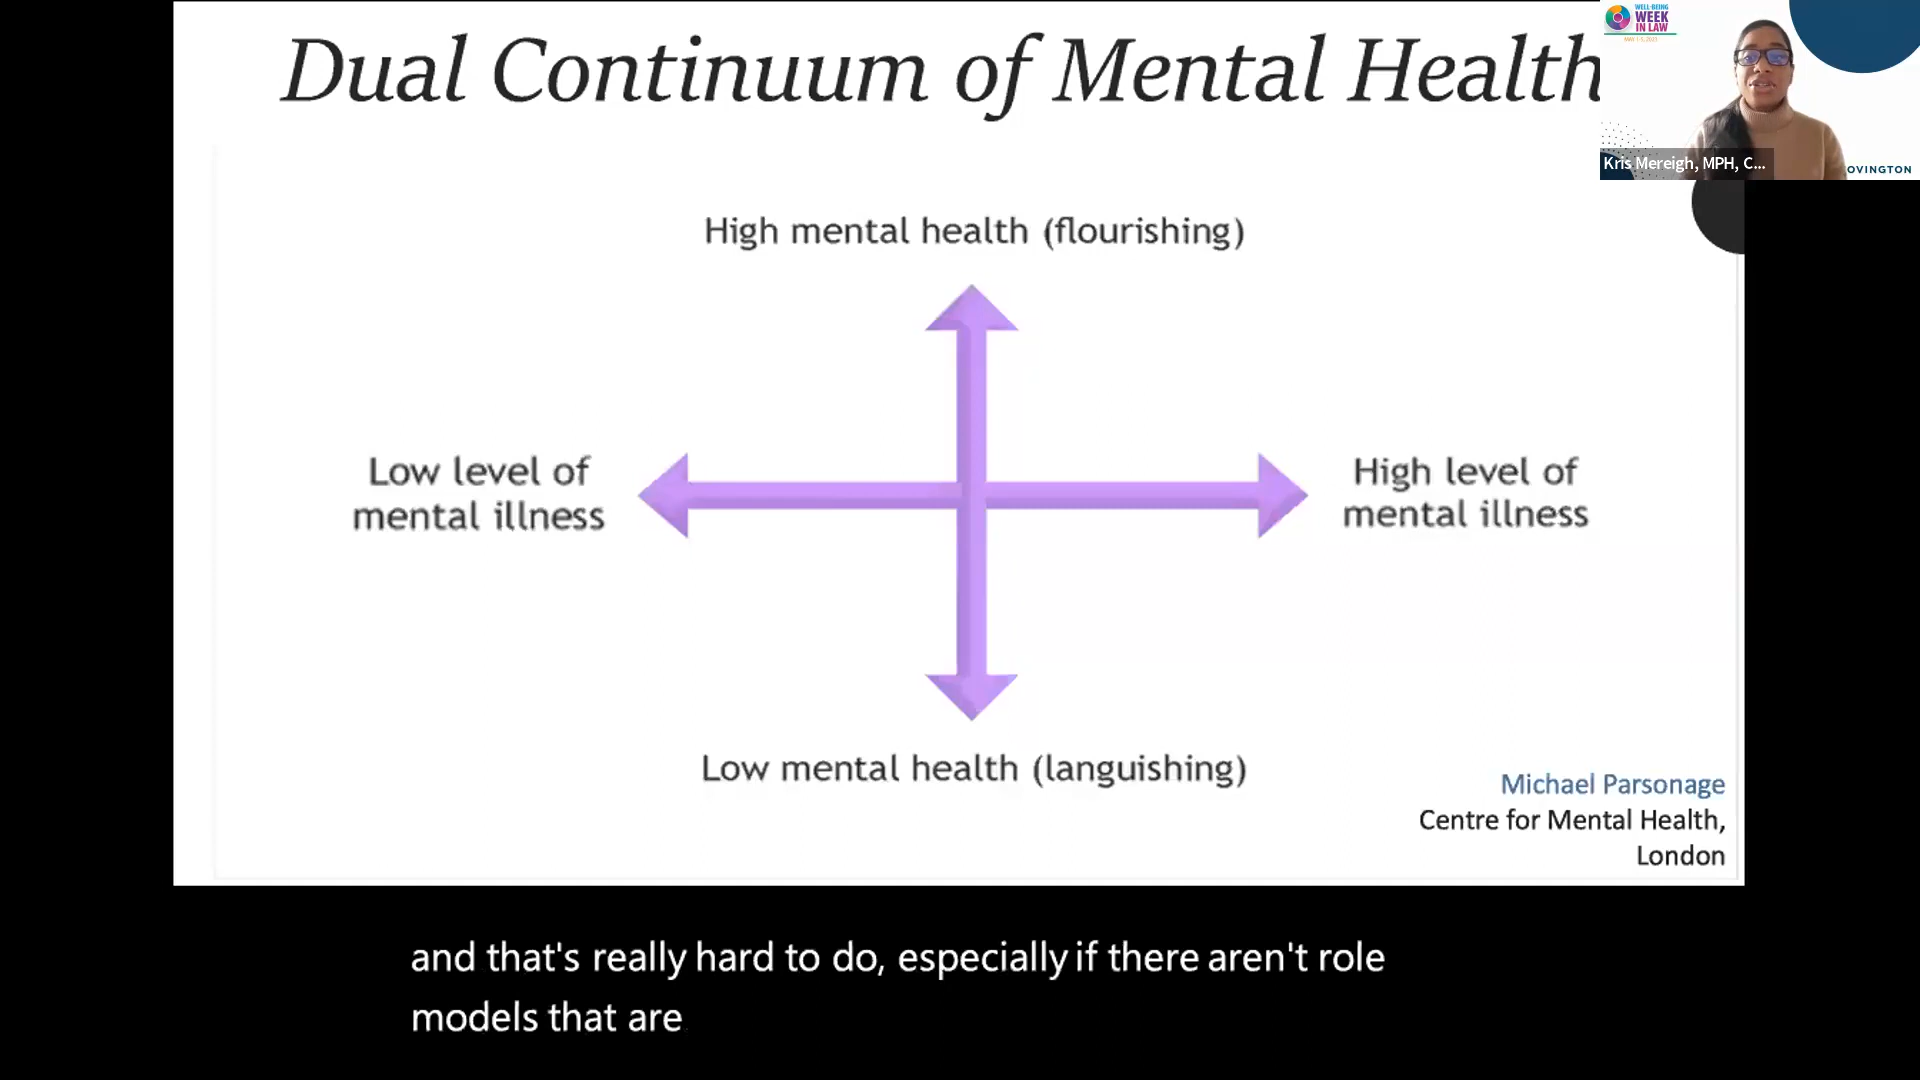 Dual Continuum of Mental Health
WELL-BEING
WEEK
IN LAW
Kris Mereigh, MPH, C...
OVINGTON
High mental health (flourishing)
Low level of
mental illness
High level of
mental illness
Low mental health (languishing)
Michael Parsonage
Centre for Mental Health,
London
and that's really hard to do, especially if there aren't role
models that are